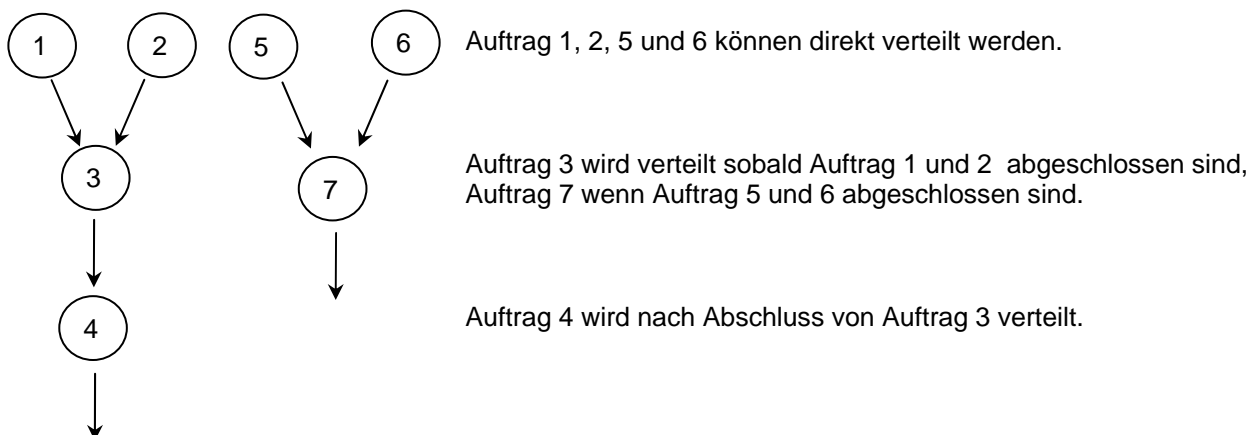 1 2 5 6 Auftrag 1, 2, 5 und 6 können direkt verteilt werden.
3 7 Auftrag 3 wird verteilt sobald Auftrag 1 und 2  abgeschlossen sind,
Auftrag 7 wenn Auftrag 5 und 6 abgeschlossen sind.
4 Auftrag 4 wird nach Abschluss von Auftrag 3 verteilt.